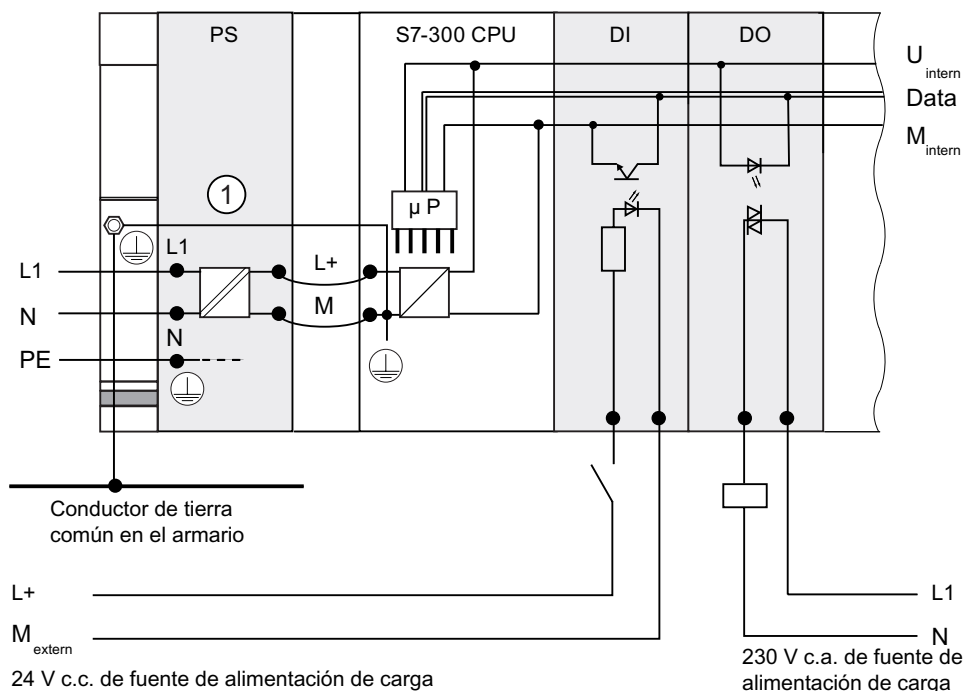 PS
S7-300 CPU
DI
DO
U intern
Data
M intern
1
µ P
L1
L+
L1
N
M
N
PE
Conductor de tierra
común en el armario
L+
L1
M extern
N
24 V c.c. de fuente de alimentación de carga
230 V c.a. de fuente de
alimentación de carga